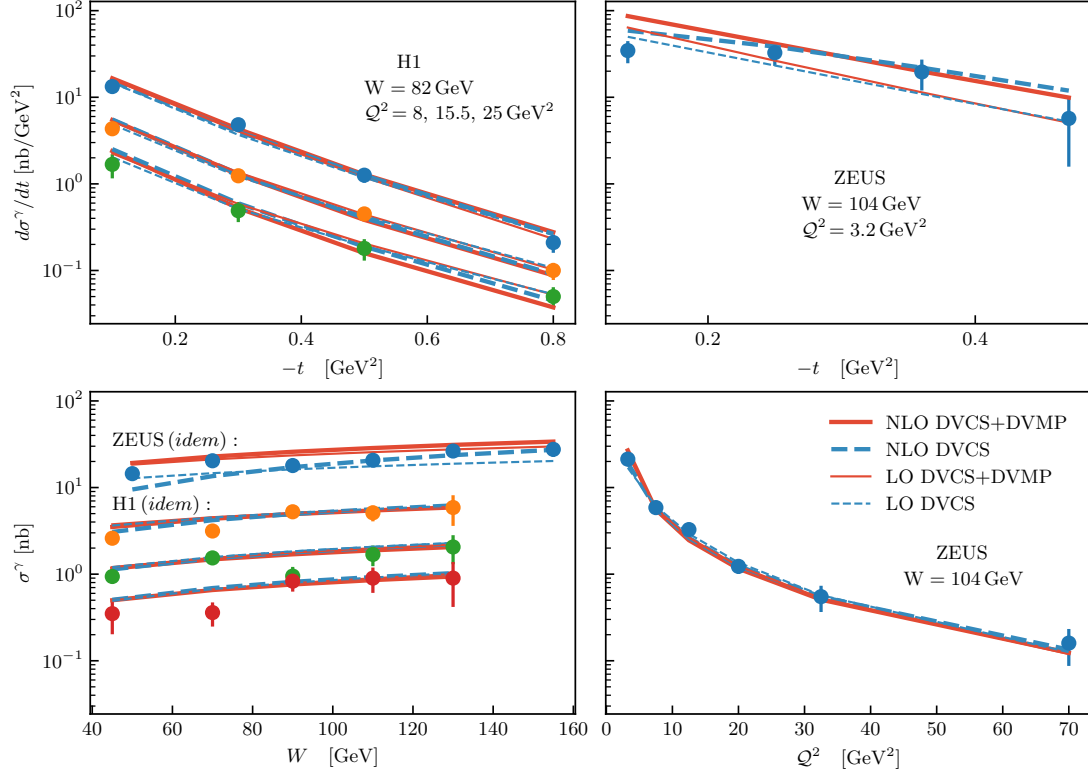 10²
10¹
10⁰
10⁻¹
dσ^γ/dt [nb/GeV²]
H1
W = 82 GeV
𝒬² = 8, 15.5, 25 GeV²
0.2
0.4
0.6
0.8
−t [GeV²]
ZEUS
W = 104 GeV
𝒬² = 3.2 GeV²
0.2
0.4
−t [GeV²]
10²
10¹
10⁰
10⁻¹
σ^γ [nb]
ZEUS (idem) :
H1 (idem) :
40
60
80
100
120
140
160
W [GeV]
NLO DVCS+DVMP
NLO DVCS
LO DVCS+DVMP
LO DVCS
ZEUS
W = 104 GeV
0
10
20
30
40
50
60
70
𝒬² [GeV²]